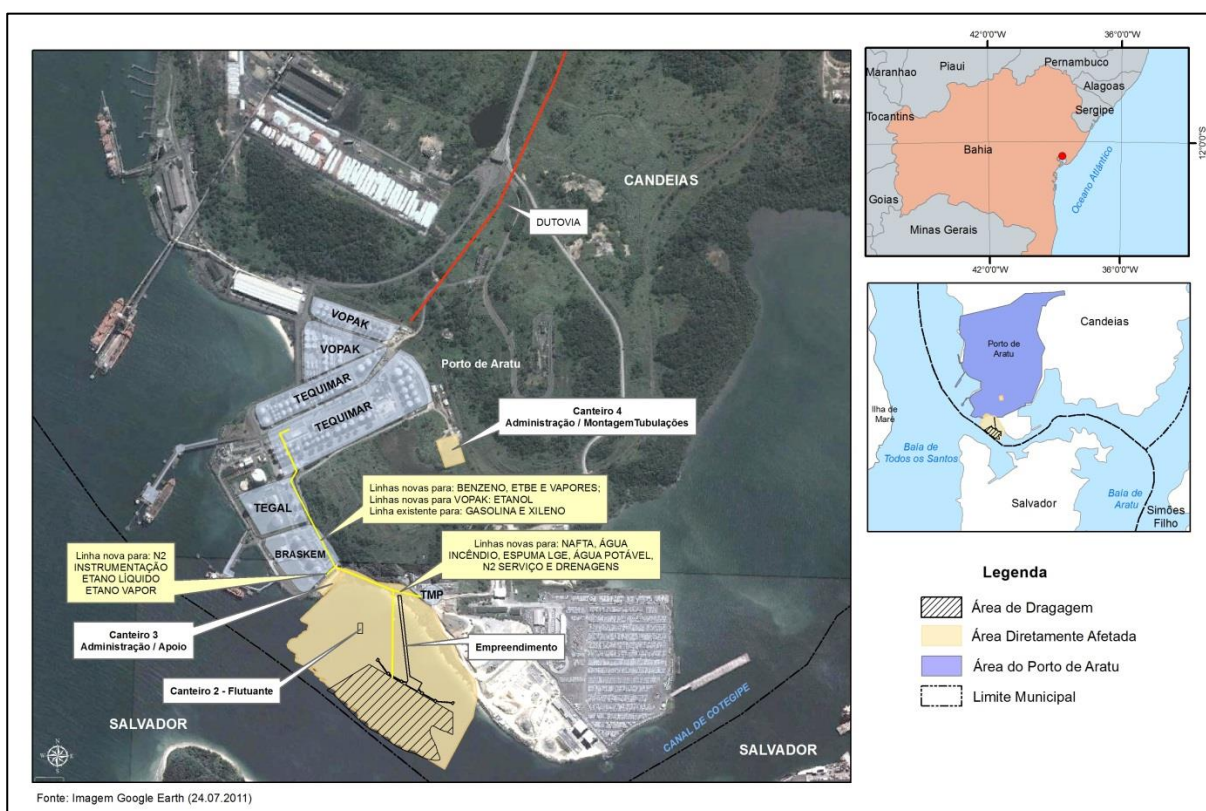 CANDEIAS
DUTOVIA
VOPAK
VOPAK
TEQUIMAR
TEQUIMAR
Porto de Aratu
Canteiro 4
Administração / MontagemTubulações
Linhas novas para: BENZENO, ETBE E VAPORES;
Linhas novas para VOPAK: ETANOL
Linha existente para: GASOLINA E XILENO
TEGAL
BRASKEM
Linha nova para: N2
INSTRUMENTAÇÃO
ETANO LÍQUIDO
ETANO VAPOR
Linhas novas para: NAFTA, ÁGUA
INCÊNDIO, ESPUMA LGE, ÁGUA POTÁVEL,
N2 SERVIÇO E DRENAGENS
TMP
Canteiro 3
Administração / Apoio
Empreendimento
Canteiro 2 - Flutuante
SALVADOR
CANAL DE COTEGIPE
SALVADOR
N
W E
S
Fonte: Imagem Google Earth (24.07.2011)
42°0'0"W 36°0'0"W
Maranhao
Piaui
Pernambuco
Alagoas
Sergipe
Tocantins
Bahia
12°0'0"S
Oceano Atlântico
Goias
Minas Gerais
42°0'0"W 36°0'0"W
Candeias
Porto de
Aratu
Ilha de
Maré
Baía de
Todos os Santos
Salvador
Baía de
Aratu
Simões
Filho
Legenda
Área de Dragagem
Área Diretamente Afetada
Área do Porto de Aratu
Limite Municipal